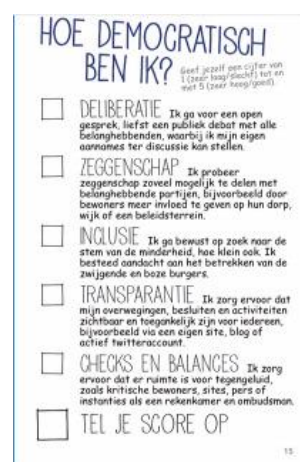 HOE DEMOCRATISCH
BEN IK?
Geef jezelf een cijfer van
1 (zeer laag/slecht) tot en
met 5 (zeer hoog/goed)
DELIBERATIE Ik ga voor een open
gesprek, liefst een publiek debat met alle
belanghebbenden, waarbij ik mijn eigen
aannames ter discussie kan stellen.
ZEGGENSCHAP Ik probeer
zeggenschap zoveel mogelijk te delen met
belanghebbende partijen, bijvoorbeeld door
bewoners meer invloed te geven op hun dorp,
wijk of een beleidsterrein.
INCLUSIE Ik ga bewust op zoek naar de
stem van de minderheid, hoe klein ook. Ik
besteed aandacht aan het betrekken van de
zwijgende en boze burgers.
TRANSPARANTIE Ik zorg ervoor dat
mijn overwegingen, besluiten en activiteiten
zichtbaar en toegankelijk zijn voor iedereen,
bijvoorbeeld via een eigen site, blog of
actief twitteraccount.
CHECKS EN BALANCES Ik zorg
ervoor dat er ruimte is voor tegengeluid,
zoals kritische bewoners, sites, pers of
instanties als een rekenkamer en ombudsman.
TEL JE SCORE OP
15